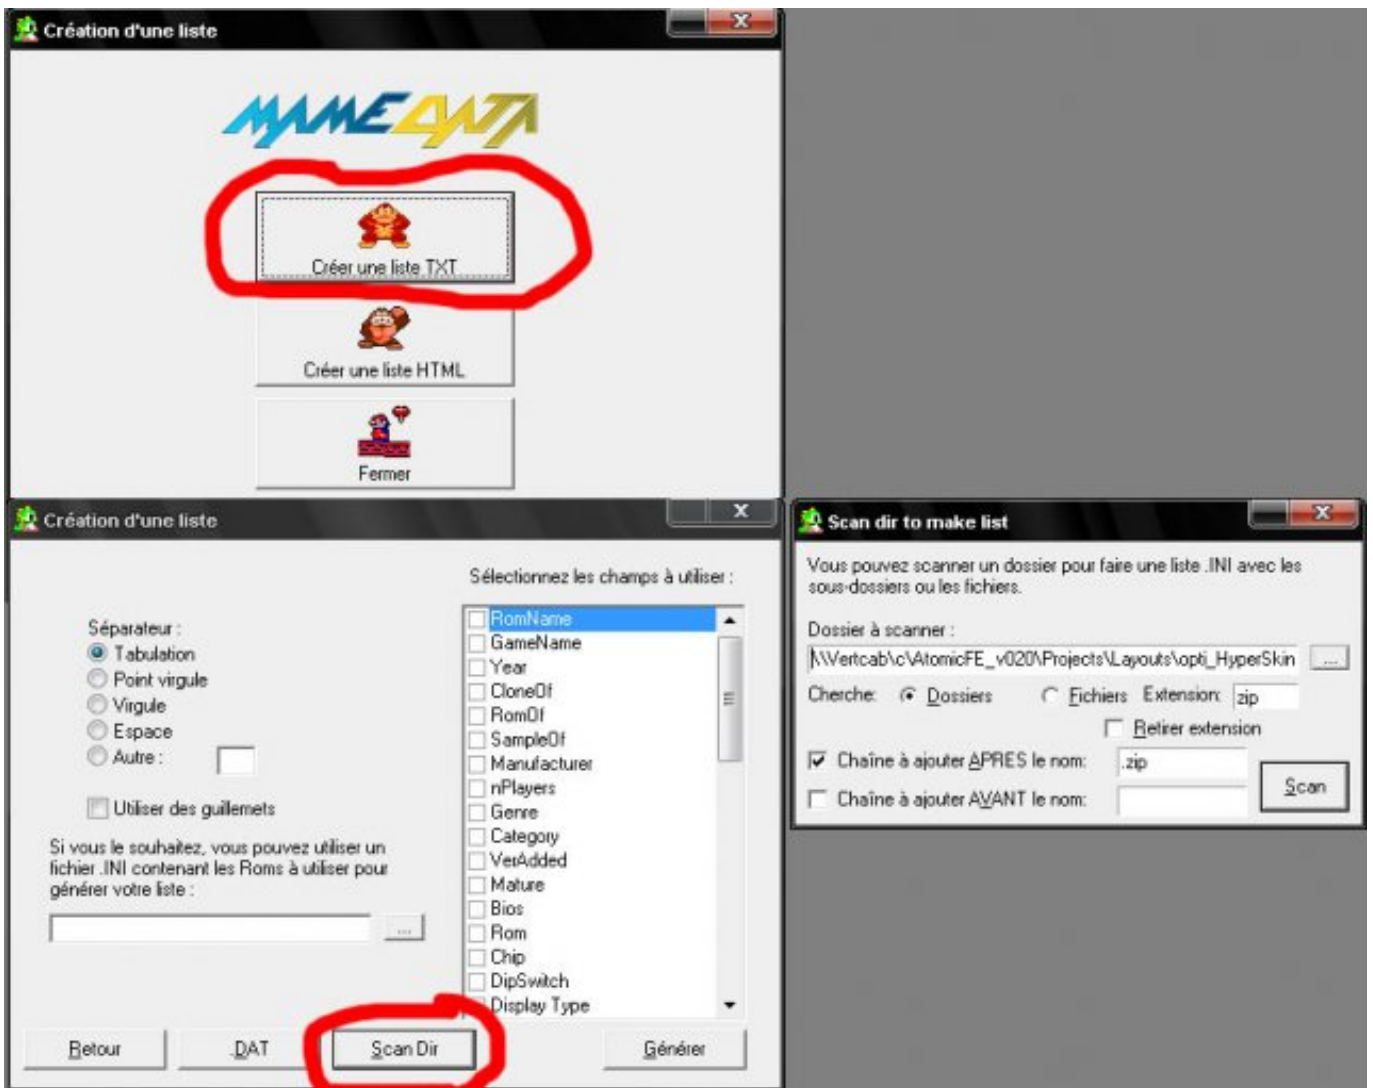 Création d'une liste
X
MAMEDATA
Créer une liste TXT
Créer une liste HTML
Fermer
Création d'une liste
X
Sélectionnez les champs à utiliser :
Séparateur :
Tabulation
Point virgule
Virgule
Espace
Autre :
Utiliser des guillemets
Si vous le souhaitez, vous pouvez utiliser un
fichier .INI contenant les Roms à utiliser pour
générer votre liste :
...
RomName
GameName
Year
CloneOf
RomOf
SampleOf
Manufacturer
nPlayers
Genre
Category
VerAdded
Mature
Bios
Rom
Chip
DipSwitch
Display Type
Retour
.DAT
Scan Dir
Générer
Scan dir to make list
X
Vous pouvez scanner un dossier pour faire une liste .INI avec les
sous-dossiers ou les fichiers.
Dossier à scanner :
\\Vertcab\c\AtomicFE_v020\Projects\Layouts\opti_HyperSkin
...
Cherche: Dossiers Fichiers Extension: zip
Retirer extension
Chaîne à ajouter APRES le nom: .zip
Chaîne à ajouter AVANT le nom:
Scan